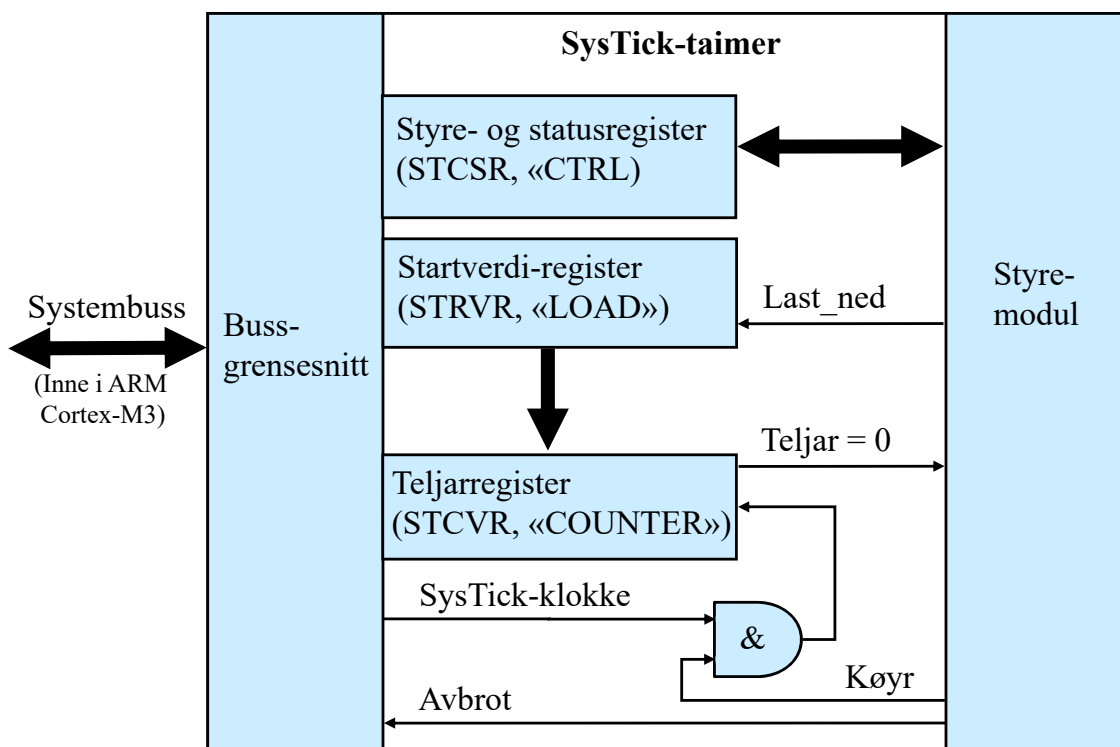 SysTick-taimer
Styre- og statusregister
(STCSR, «CTRL)
Startverdi-register
(STRVR, «LOAD»)
Last_ned
Styre-
modul
Systembuss
(Inne i ARM
Cortex-M3)
Buss-
grensesnitt
Teljar = 0
Teljarregister
(STCVR, «COUNTER»)
SysTick-klokke
&
Køyr
Avbrot